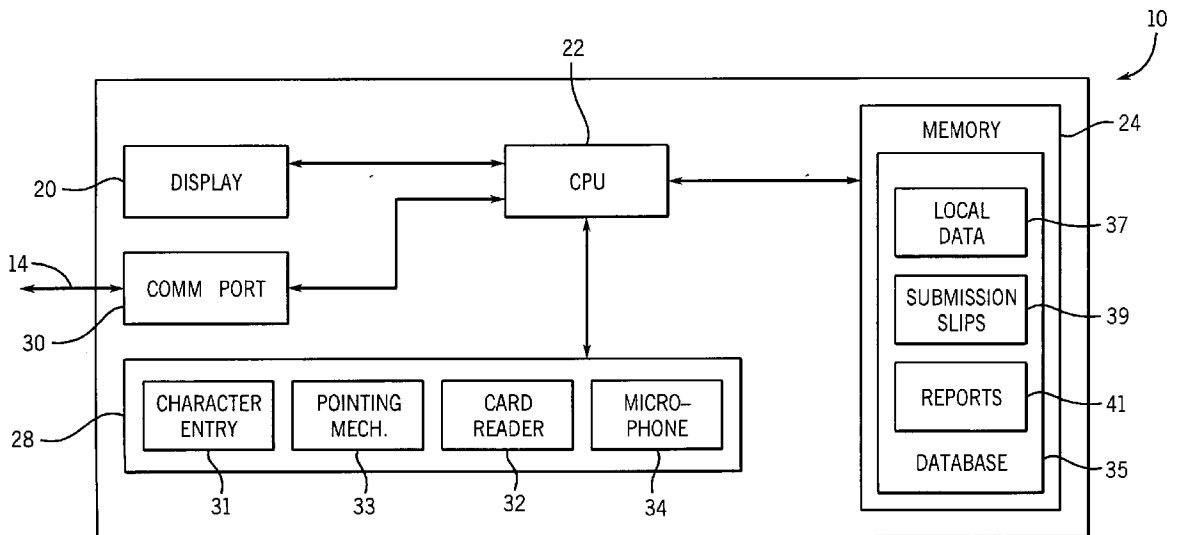 10
22
MEMORY
24
20
DISPLAY
CPU
LOCAL
DATA
37
14
COMM PORT
30
SUBMISSION
SLIPS
39
REPORTS
41
28
CHARACTER
ENTRY
POINTING
MECH.
CARD
READER
MICRO–
PHONE
DATABASE
35
31
33
32
34